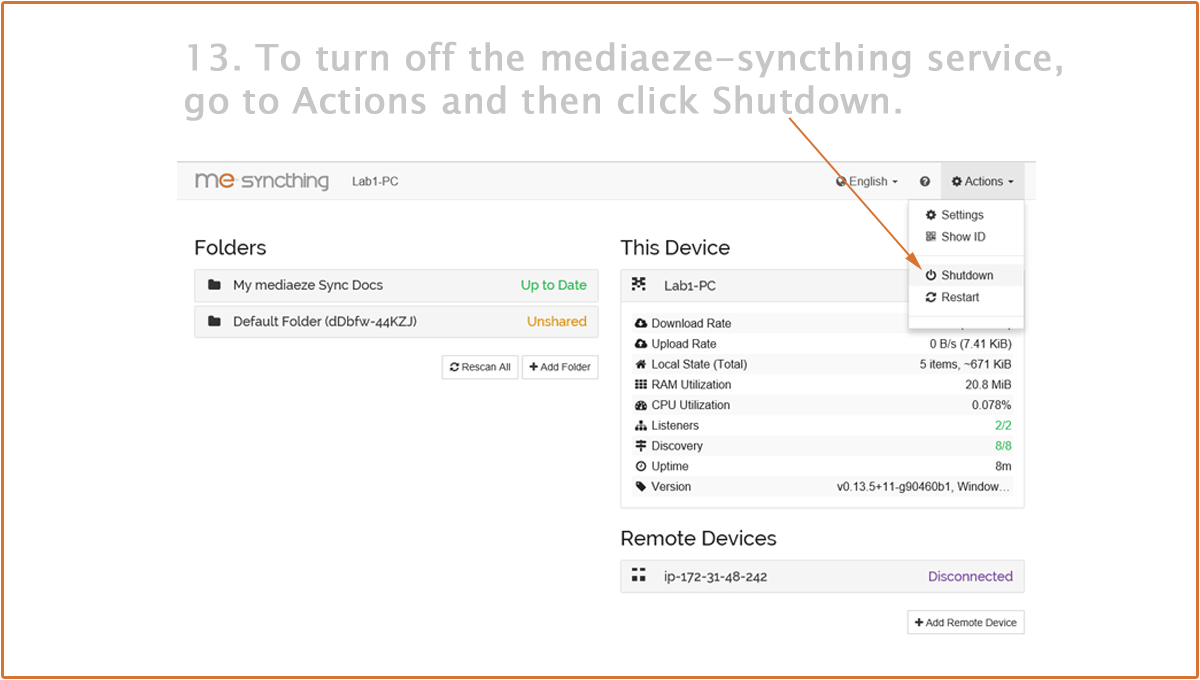 13. To turn off the mediaeze-syncthing service,
go to Actions and then click Shutdown.
me syncthing Lab1-PC English Actions
Settings
Show ID
Shutdown
Restart
Folders
My mediaeze Sync Docs Up to Date
Default Folder (dDbfw-44KZJ) Unshared
Rescan All Add Folder
This Device
Lab1-PC
Download Rate
Upload Rate 0 B/s (7.41 KiB)
Local State (Total) 5 items, ~671 KiB
RAM Utilization 20.8 MiB
CPU Utilization 0.078%
Listeners 2/2
Discovery 8/8
Uptime 8m
Version v0.13.5+11-g90460b1, Window...
Remote Devices
ip-172-31-48-242 Disconnected
Add Remote Device